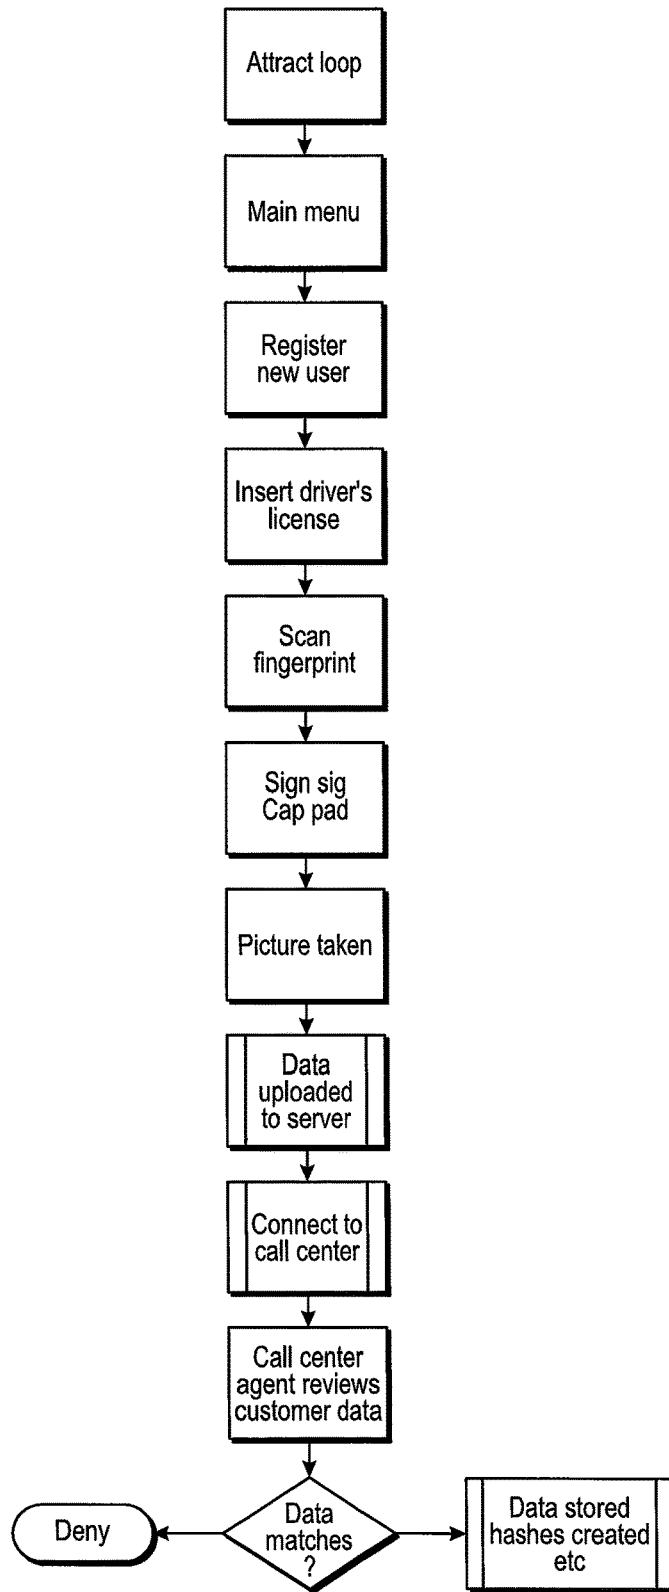 Attract loop
Main menu
Register
new user
Insert driver's
license
Scan
fingerprint
Sign sig
Cap pad
Picture taken
Data
uploaded
to server
Connect to
call center
Call center
agent reviews
customer data
Deny
Data
matches
?
Data stored
hashes created
etc